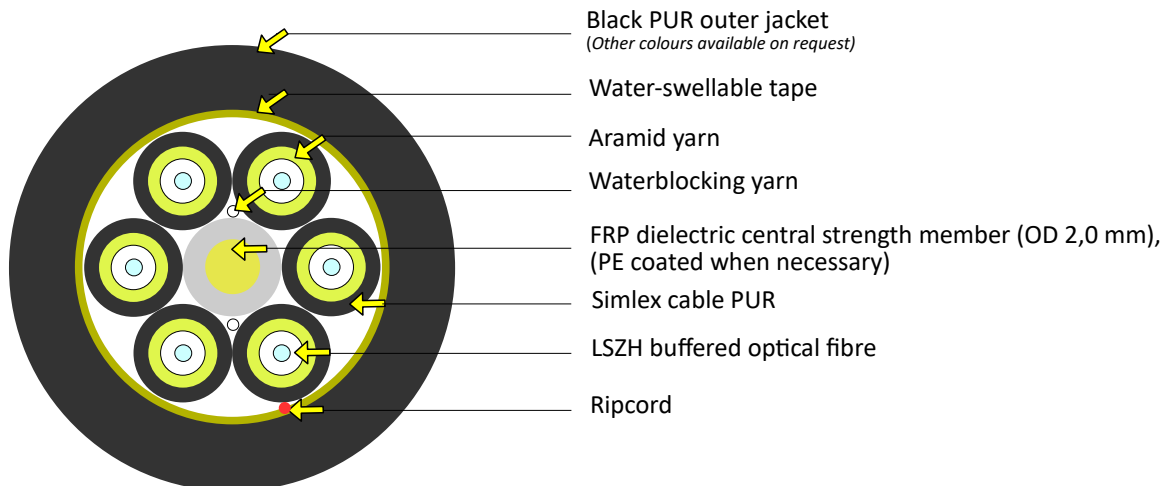 Black PUR outer jacket
(Other colours available on request)
Water-swellable tape
Aramid yarn
Waterblocking yarn
FRP dielectric central strength member (OD 2,0 mm),
(PE coated when necessary)
Simlex cable PUR
LSZH buffered optical fibre
Ripcord